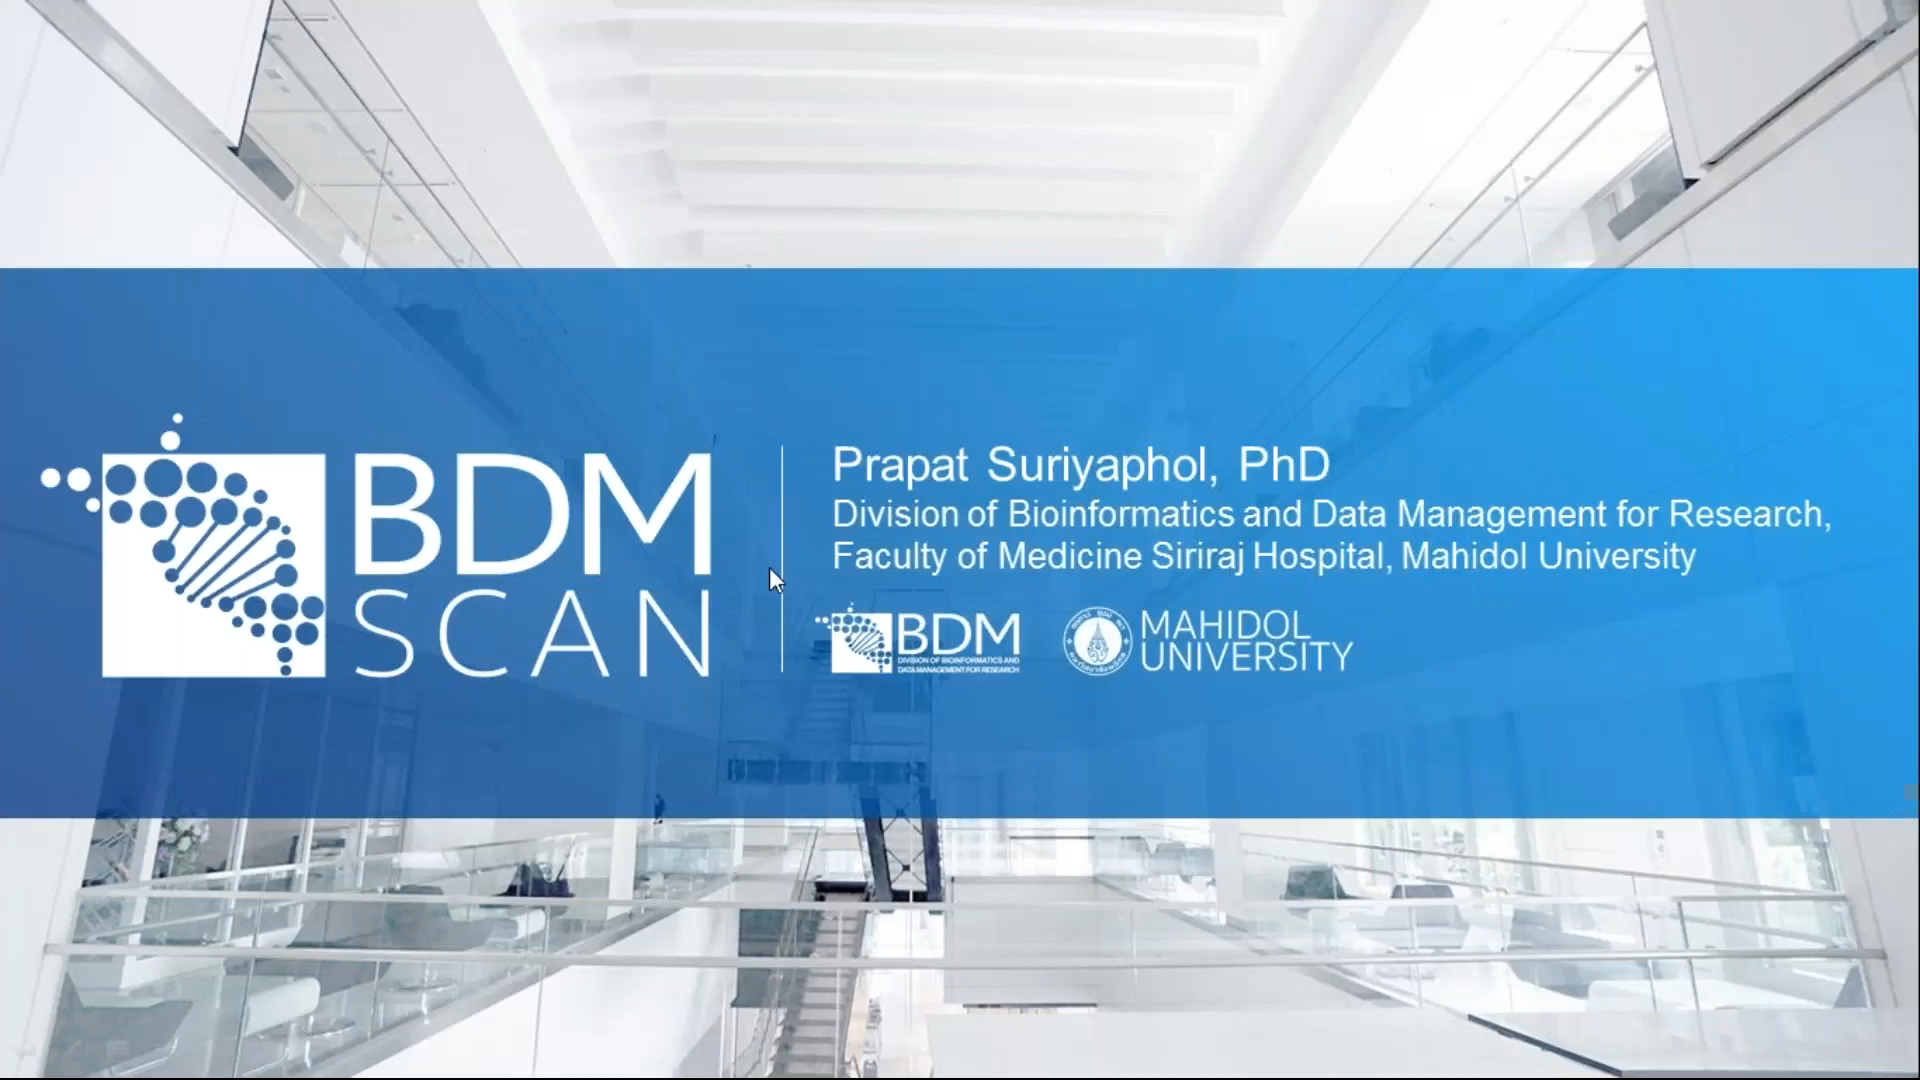 BDM
SCAN
Prapat Suriyaphol, PhD
Division of Bioinformatics and Data Management for Research,
Faculty of Medicine Siriraj Hospital, Mahidol University
BDM
DIVISION OF BIOINFORMATICS AND
DATA MANAGEMENT FOR RESEARCH
MAHIDOL
UNIVERSITY